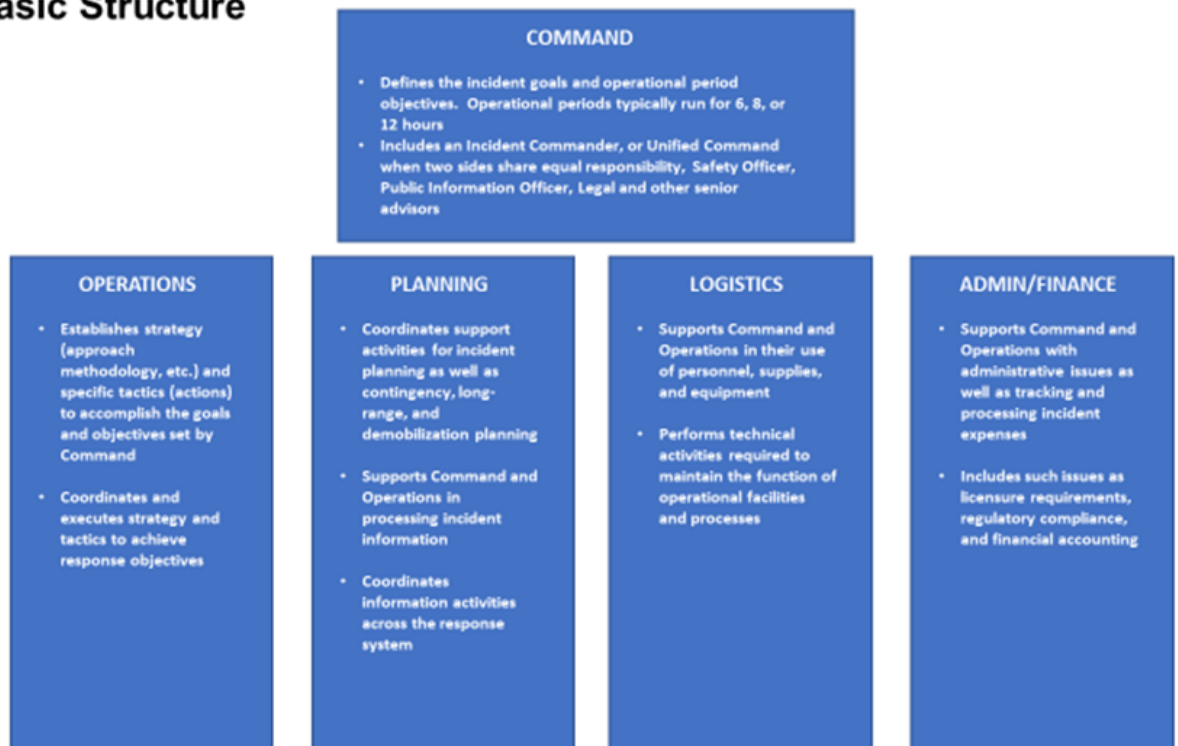 asic Structure
COMMAND
• Defines the incident goals and operational period
objectives. Operational periods typically run for 6, 8, or
12 hours
• Includes an Incident Commander, or Unified Command
when two sides share equal responsibility, Safety Officer,
Public Information Officer, Legal and other senior
advisors
OPERATIONS
• Establishes strategy
(approach
methodology, etc.) and
specific tactics (actions)
to accomplish the goals
and objectives set by
Command
• Coordinates and
executes strategy and
tactics to achieve
response objectives
PLANNING
• Coordinates support
activities for incident
planning as well as
contingency, long-
range, and
demobilization planning
• Supports Command and
Operations in
processing incident
information
• Coordinates
information activities
across the response
system
LOGISTICS
• Supports Command and
Operations in their use
of personnel, supplies,
and equipment
• Performs technical
activities required to
maintain the function of
operational facilities
and processes
ADMIN/FINANCE
• Supports Command and
Operations with
administrative issues as
well as tracking and
processing incident
expenses
• Includes such issues as
licensure requirements,
regulatory compliance,
and financial accounting